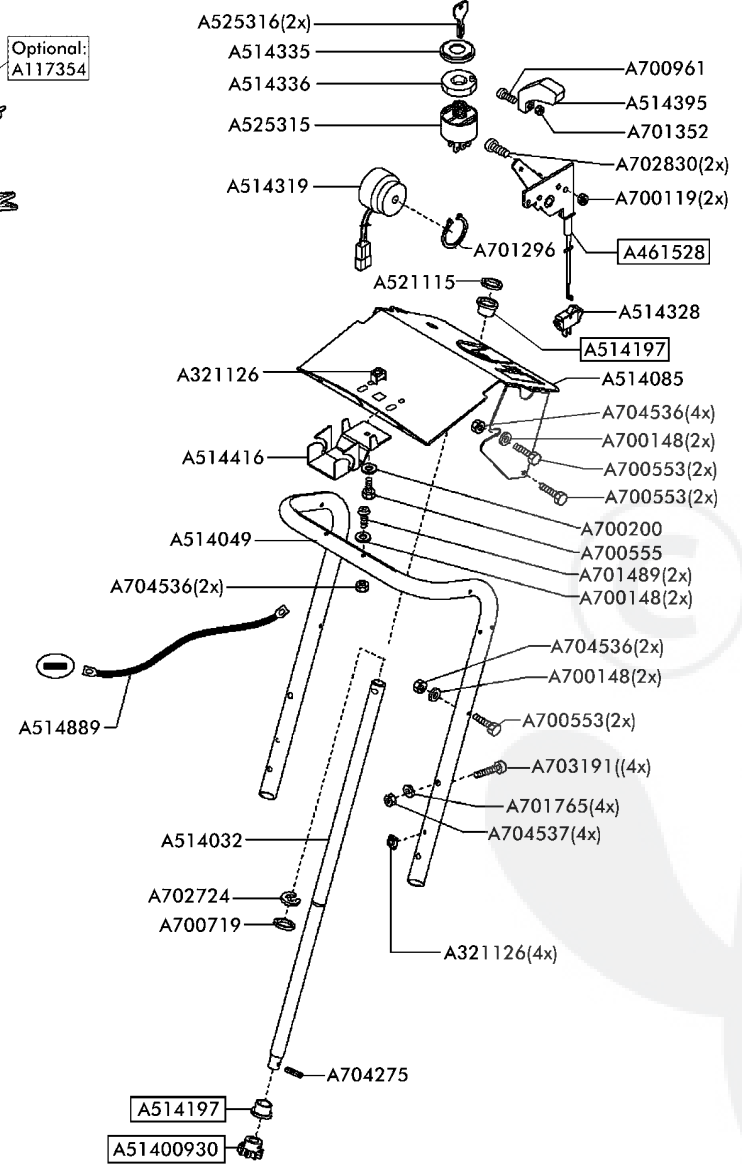 A525316(2x)
Optional:
A117354
A514335
A514336
A525315
A700961
A514395
A701352
A702830(2x)
A514319
A700119(2x)
A701296
A461528
A521115
A514328
A514197
A321126
A514085
A704536(4x)
A700148(2x)
A514416
A700553(2x)
A700553(2x)
A700200
A514049
A700555
A701489(2x)
A704536(2x)
A700148(2x)
A704536(2x)
A700148(2x)
A514889
A700553(2x)
A703191((4x)
A701765(4x)
A514032
A704537(4x)
A702724
A700719
A321126(4x)
A704275
A514197
A51400930
©